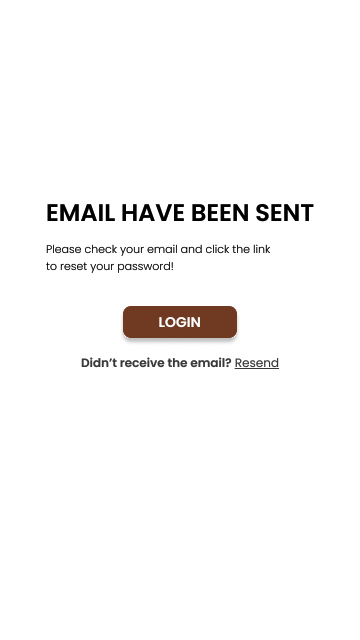 EMAIL HAVE BEEN SENT
Please check your email and click the link
to reset your password!
LOGIN
Didn’t receive the email? Resend